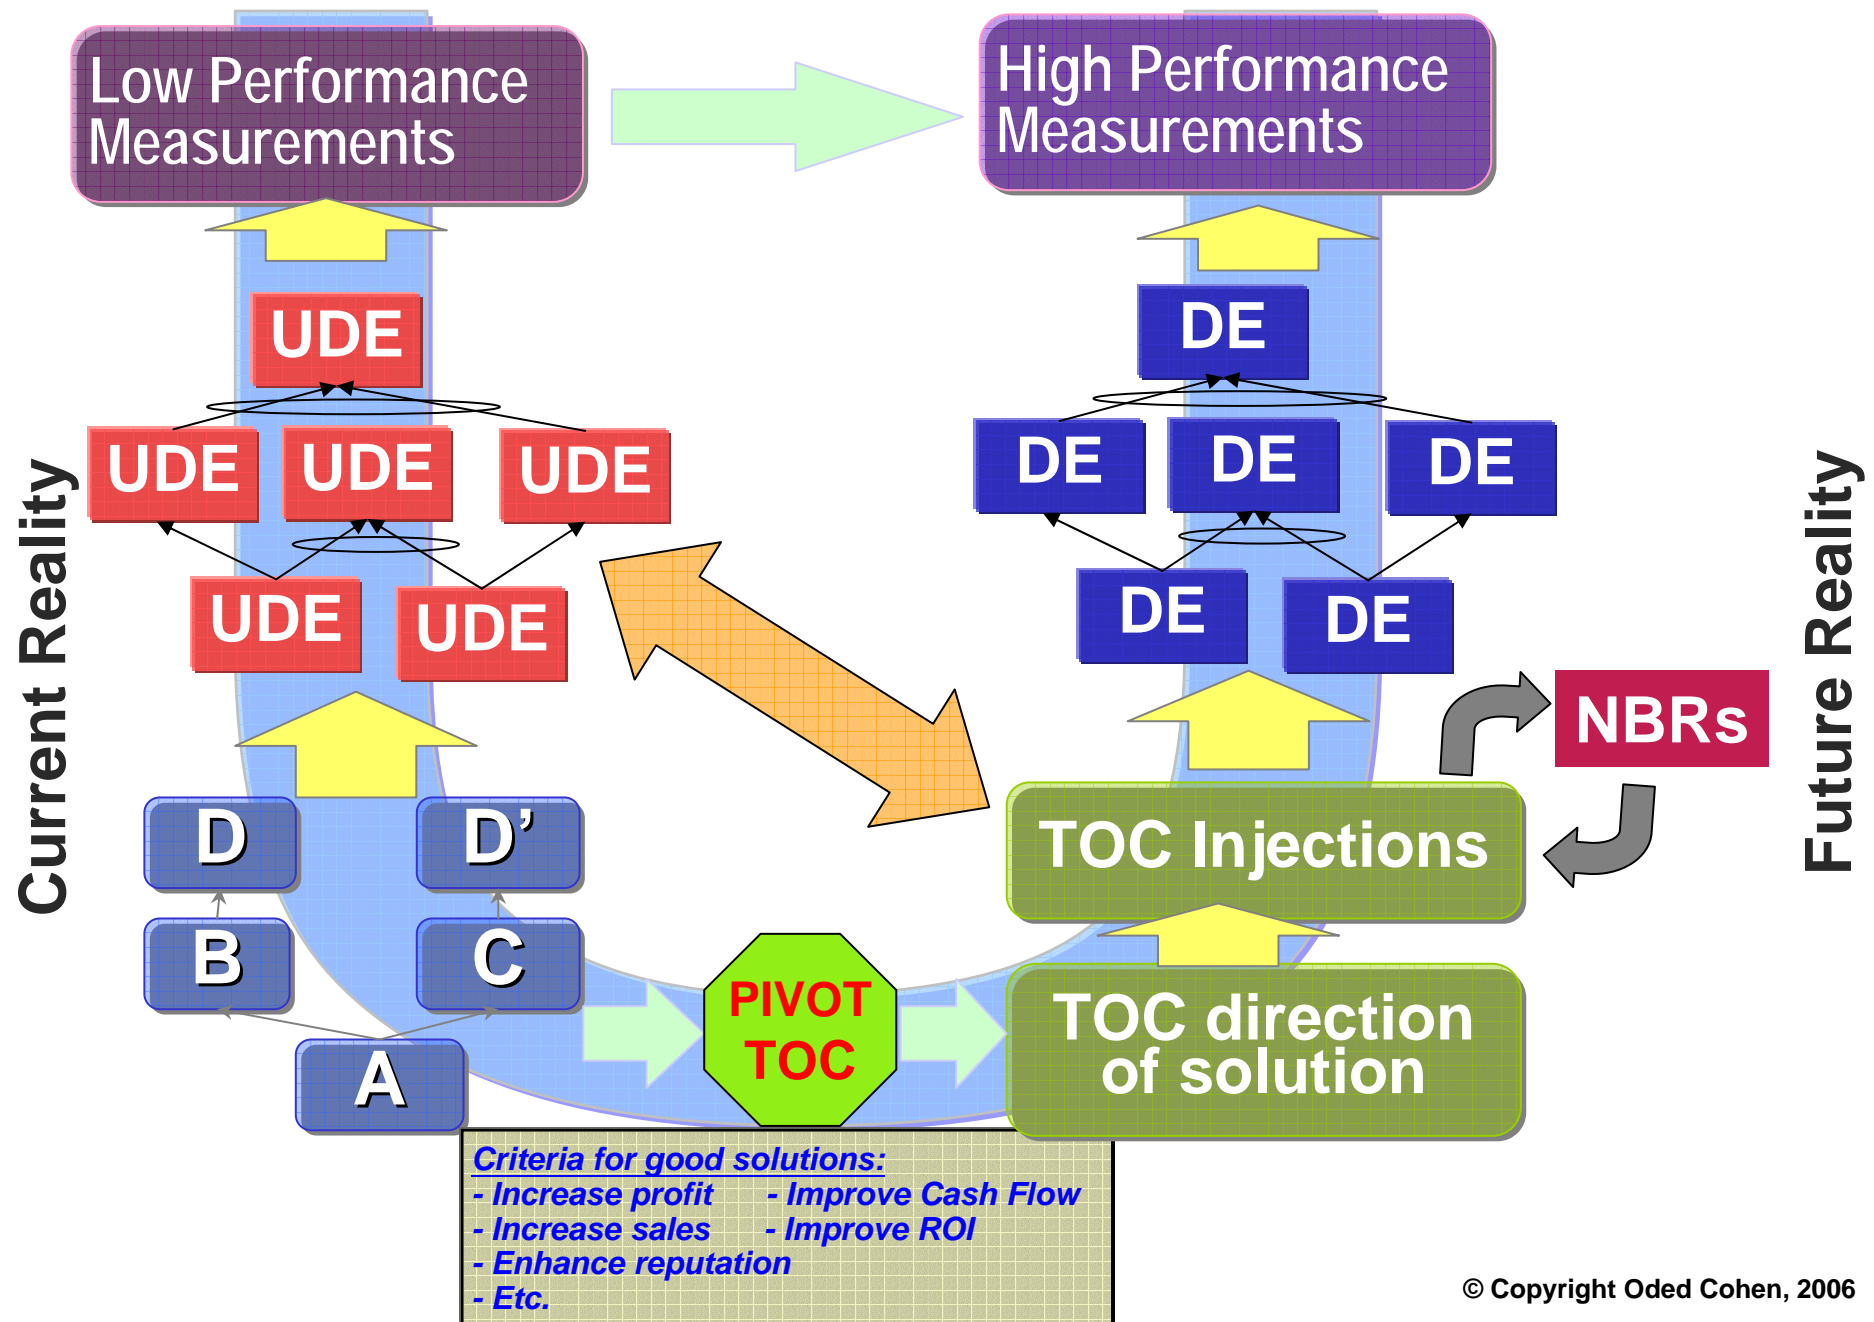 Low Performance
Measurements
High Performance
Measurements
UDE
DE
UDE
UDE
UDE
DE
DE
DE
UDE
UDE
DE
DE
Current Reality
Future Reality
NBRs
D
D’
TOC Injections
B
C
PIVOT
TOC
TOC direction
of solution
A
Criteria for good solutions:
- Increase profit - Improve Cash Flow
- Increase sales - Improve ROI
- Enhance reputation
- Etc.
© Copyright Oded Cohen, 2006